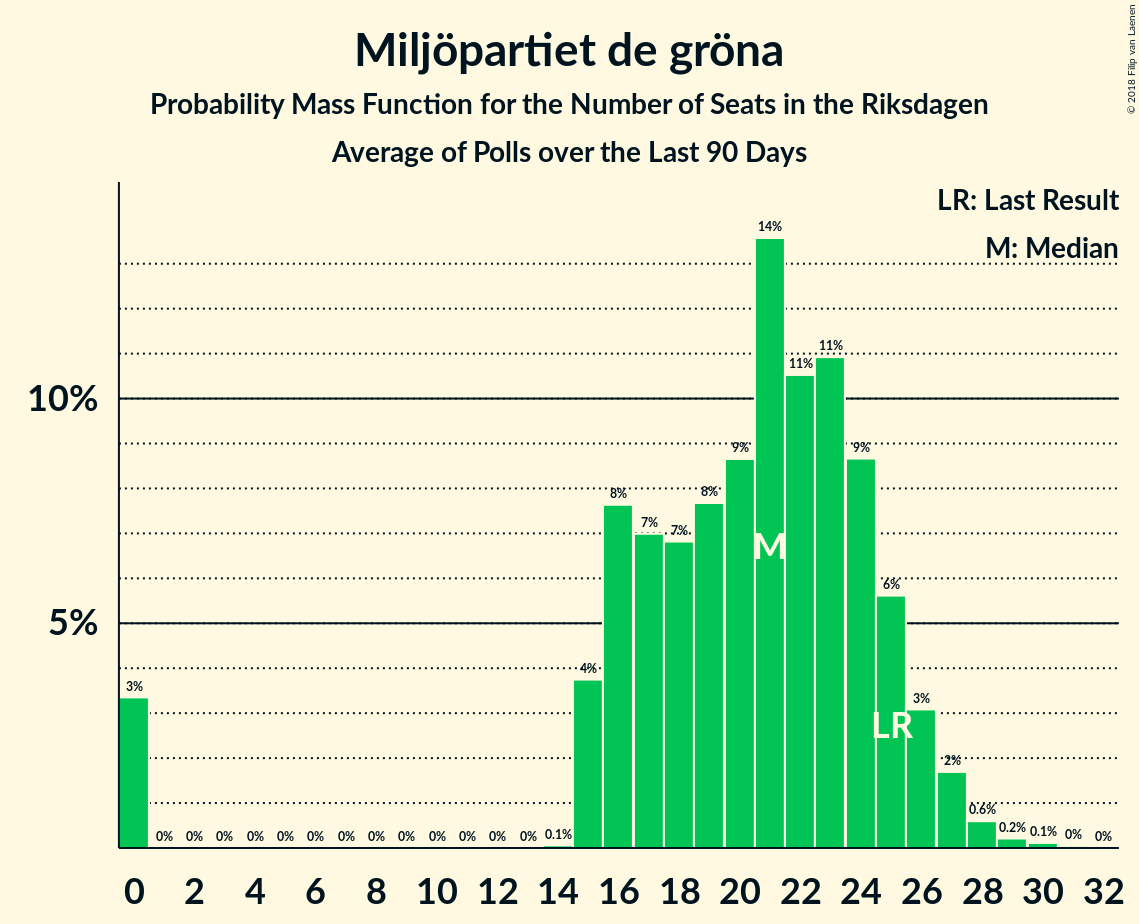 Miljöpartiet de gröna
Probability Mass Function for the Number of Seats in the Riksdagen
Average of Polls over the Last 90 Days
© 2018 Filip van Laenen
LR: Last Result
M: Median
10%
5%
3% 0% 0% 0% 0% 0% 0% 0% 0% 0% 0% 0% 0% 0% 0.1% 4% 8% 7% 7% 8% 9% 14% 11% 11% 9% 6% 3% 2% 0.6% 0.2% 0.1% 0% 0%
M
LR
0 2 4 6 8 10 12 14 16 18 20 22 24 26 28 30 32